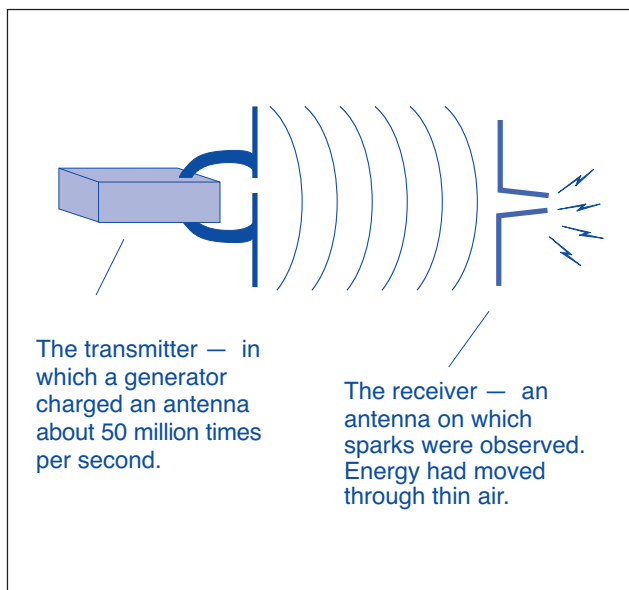 The transmitter — in
which a generator
charged an antenna
about 50 million times
per second.
The receiver — an
antenna on which
sparks were observed.
Energy had moved
through thin air.